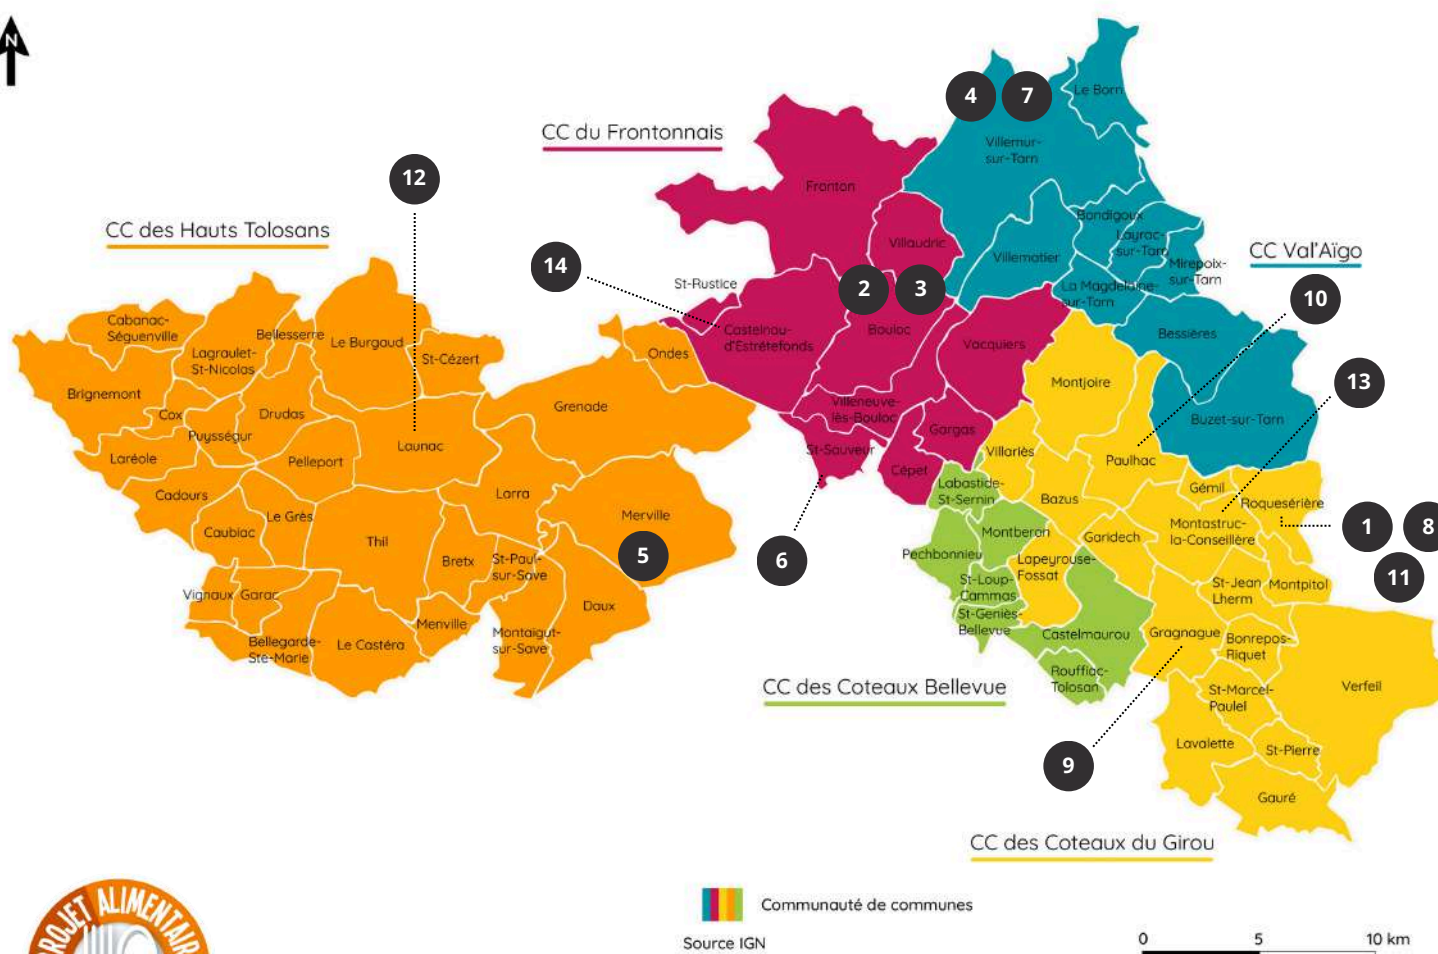 N
4
7
Le Born
CC du Frontonnais
Villemur-
sur-Tarn
12
Fronton
CC des Hauts Tolosans
Bondigoux
Villaudric
Layrac-
sur-Tarn
CC Val'Aïgo
Villematier
Mirepoix-
sur-Tarn
14
St-Rustice
2
3
La Magdelaine-
sur-Tarn
10
Cabanac-
Séguenville
Bellesserre
Le Burgaud
Castelnau-
d'Estrétefonds
Bouloc
Vacquiers
Bessières
Lagraulet-
St-Nicolas
St-Cézert
Ondes
Montjoire
13
Brignemont
Cox
Drudas
Grenade
Villeneuve-
lès-Bouloc
Buzet-sur-Tarn
Puysségur
Launac
Gargas
Laréole
Pelleport
St-Sauveur
Villariès
Paulhac
Cépet
Cadours
Larra
Labastide-
St-Sernin
Bazus
Gémil
Roquesérière
Le Grès
Merville
Caubiac
Thil
Montberon
Garidech
Montastruc-
la-Conseillère
1
8
5
6
Pechbonnieu
Bretx
St-Paul-
sur-Save
Lapeyrouse-
Fossat
11
Vignaux
Garac
St-Loup-
Cammas
St-Jean
Lherm
Montpitol
Daux
St-Geniès-
Bellevue
Menville
Montaigut-
sur-Save
Castelmaurou
Gragnague
Bonrepos-
Riquet
Bellegarde-
Ste-Marie
Le Castéra
CC des Coteaux Bellevue
Rouffiac-
Tolosan
St-Marcel-
Paulel
Verfeil
9
Lavalette
St-Pierre
Gauré
CC des Coteaux du Girou
PROJET ALIMENTAIRE
Communauté de communes
Source IGN
0
5
10 km